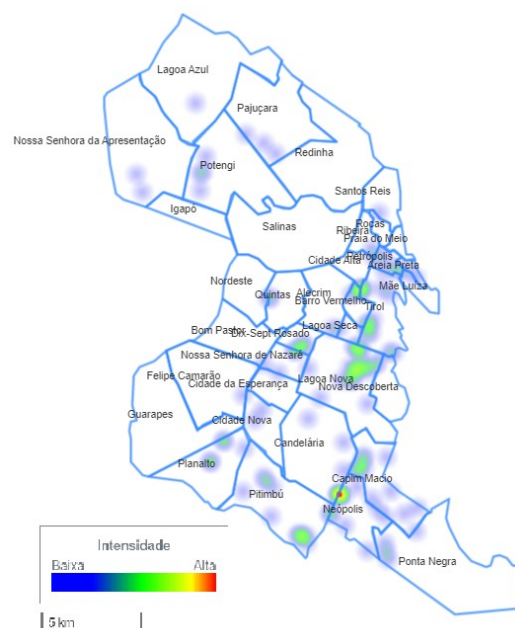 Lagoa Azul
Pajuçara
Nossa Senhora da Apresentação
Redinha
Potengi
Santos Reis
Igapó
Rocas
Salinas
Ribeira
Praia do Meio
Petrópolis
Cidade Alta
Areia Preta
Nordeste
Mãe Luiza
Quintas
Alecrim
Barro Vermelho
Tirol
Lagoa Seca
Bom Pastor
Dix-Sept Rosado
Nossa Senhora de Nazaré
Felipe Camarão
Lagoa Nova
Cidade da Esperança
Nova Descoberta
Guarapes
Cidade Nova
Candelária
Planalto
Capim Macio
Pitimbú
Neópolis
Ponta Negra
Intensidade
Baixa Alta
5 km